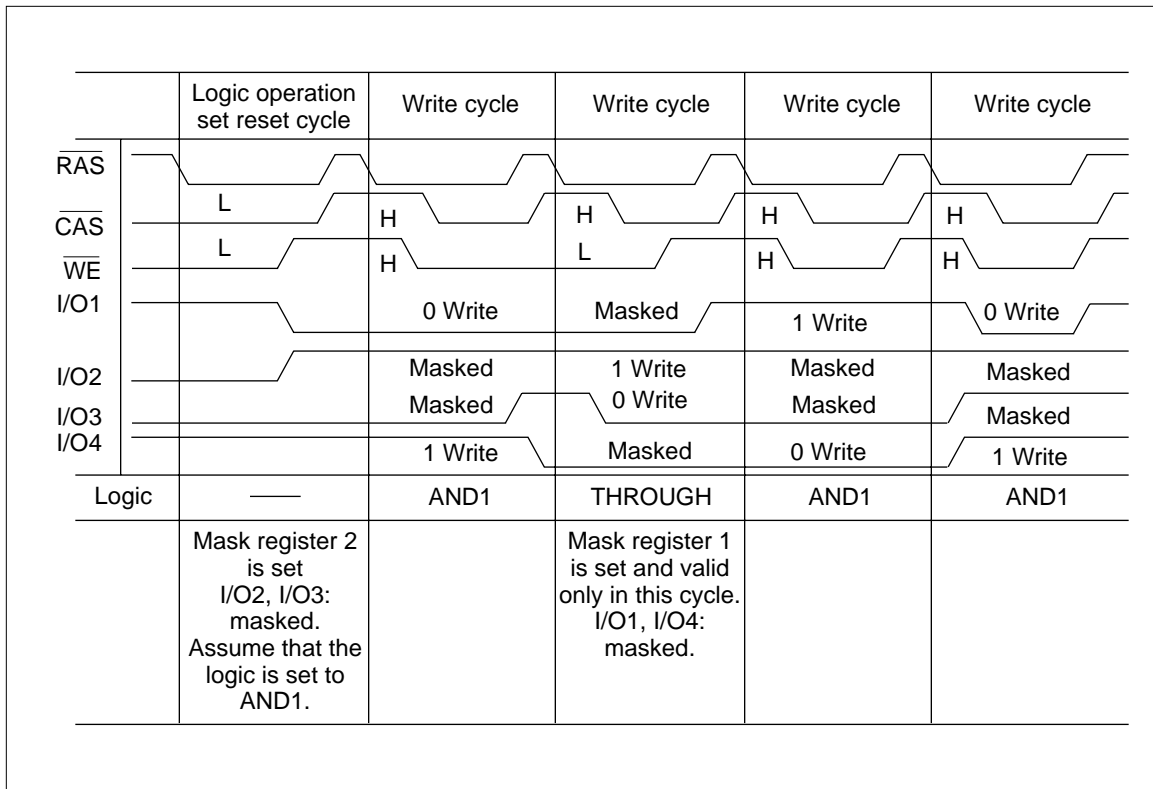 Logic operation
set reset cycle
Write cycle
Write cycle
Write cycle
Write cycle
RAS
CAS
L
H
H
H
H
WE
L
H
L
H
H
I/O1
0 Write
Masked
1 Write
0 Write
I/O2
Masked
1 Write
Masked
Masked
I/O3
Masked
0 Write
Masked
Masked
I/O4
1 Write
Masked
0 Write
1 Write
Logic
—
AND1
THROUGH
AND1
AND1
Mask register 2
is set
I/O2, I/O3:
masked.
Assume that the
logic is set to
AND1.
Mask register 1
is set and valid
only in this cycle.
I/O1, I/O4:
masked.